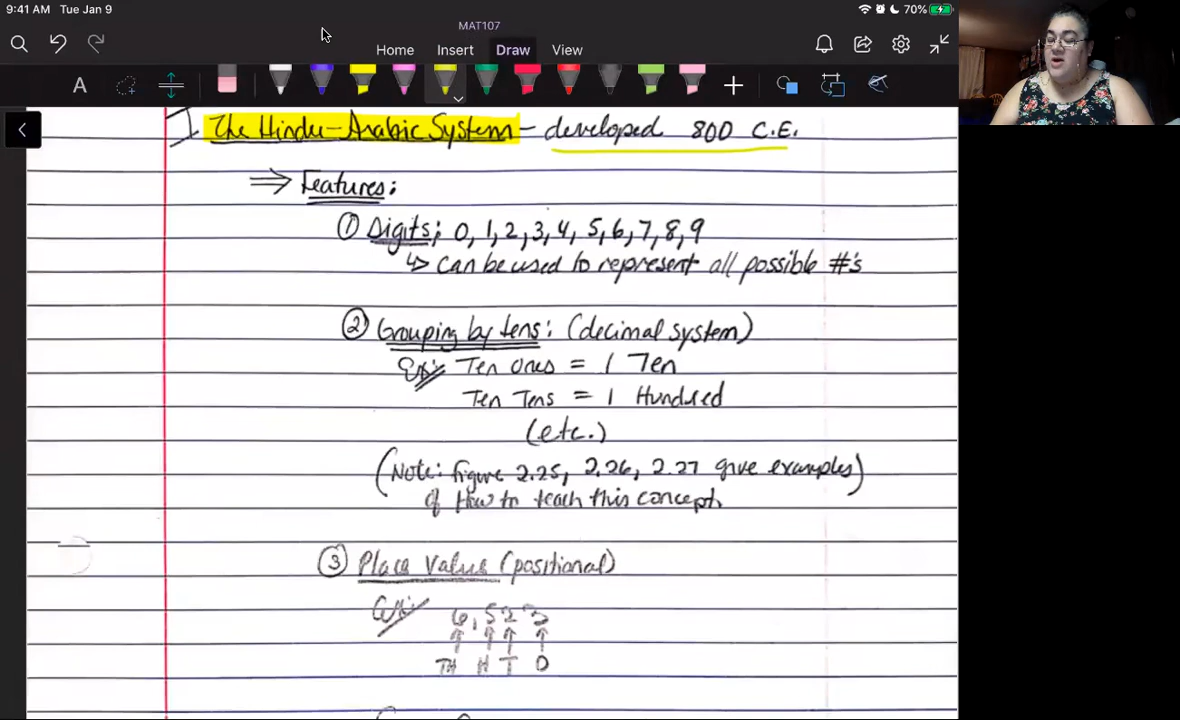 9:41 AM Tue Jan 9
70%
MAT107
Home Insert Draw View
A
The Hindu-Arabic System - developed 800 C.E.
⇒ Features:
① Digits; 0, 1, 2, 3, 4, 5, 6, 7, 8, 9
↳ can be used to represent all possible #'s
② Grouping by tens: (decimal system)
Ex: Ten ones = 1 Ten
Ten Tens = 1 Hundred
(etc.)
(Note: figure 2.25, 2.26, 2.27 give examples)
of How to teach this concept.
③ Place Value (positional)
Ex: 6,523
TH H T O